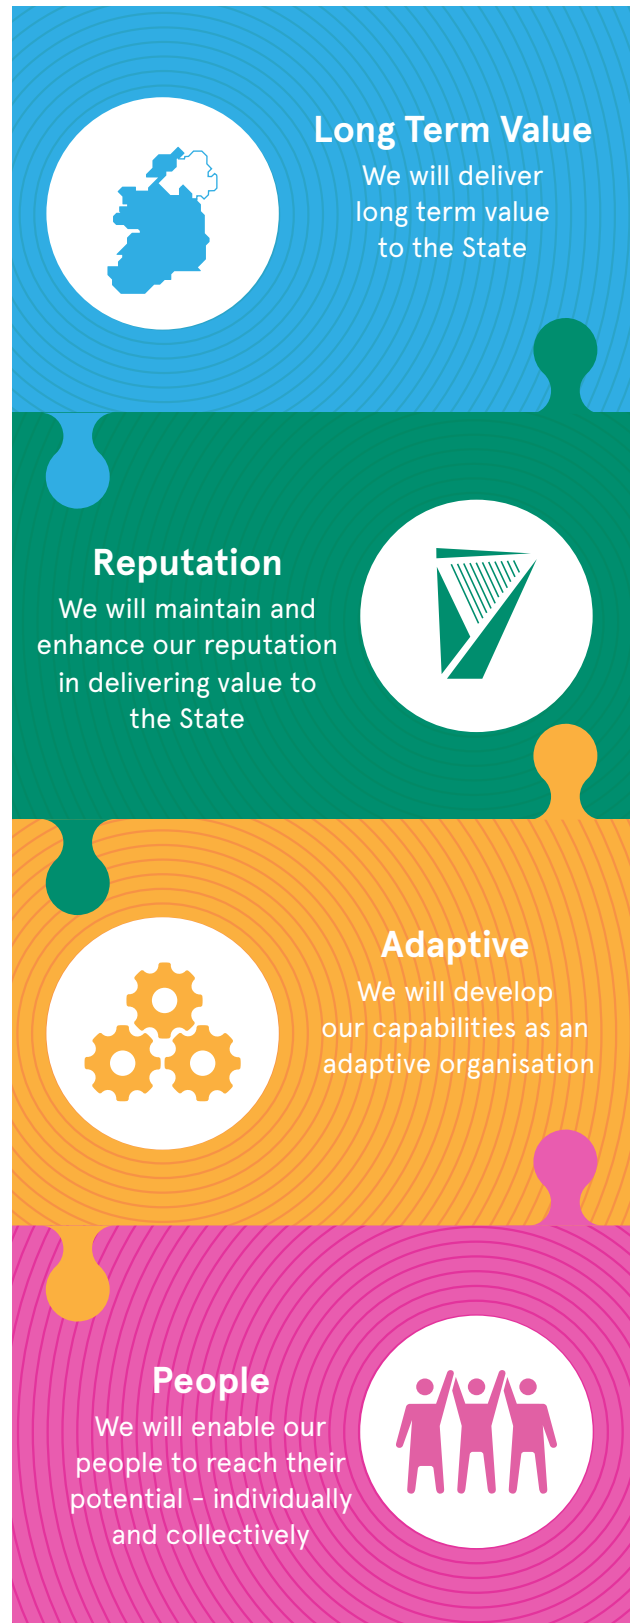 Long Term Value
We will deliver
long term value
to the State
Reputation
We will maintain and
enhance our reputation
in delivering value to
the State
Adaptive
We will develop
our capabilities as an
adaptive organisation
People
We will enable our
people to reach their
potential - individually
and collectively